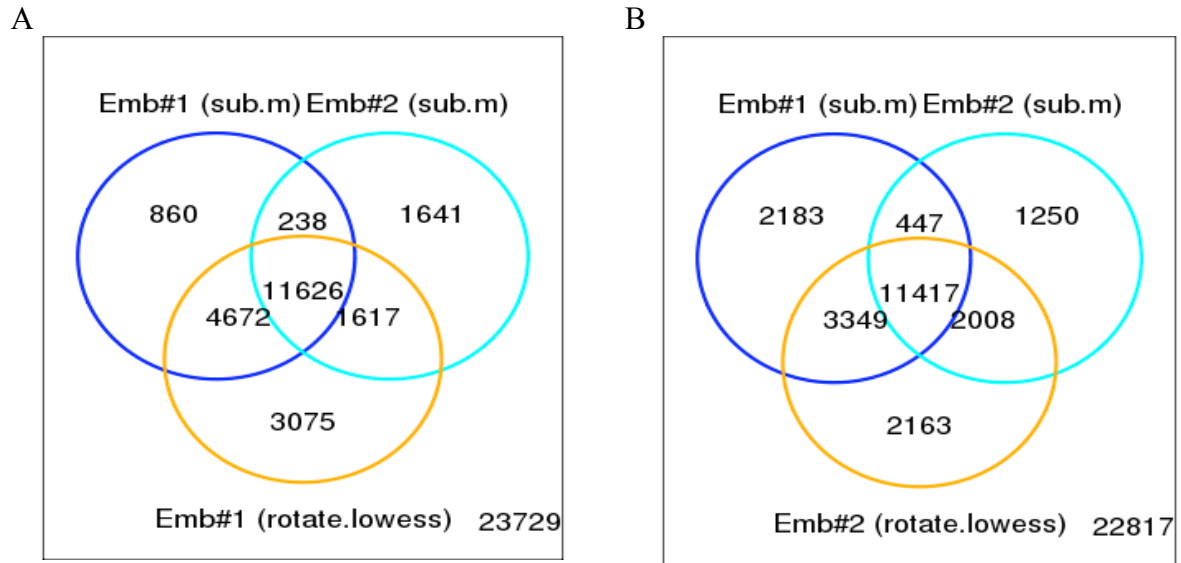 A
Emb#1 (sub.m) Emb#2 (sub.m)
860
238
1641
11626
4672
1617
3075
Emb#1 (rotate.lowess) 23729
B
Emb#1 (sub.m) Emb#2 (sub.m)
2183
447
1250
11417
3349
2008
2163
Emb#2 (rotate.lowess) 22817